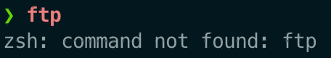 ❯ ftp
zsh: command not found: ftp